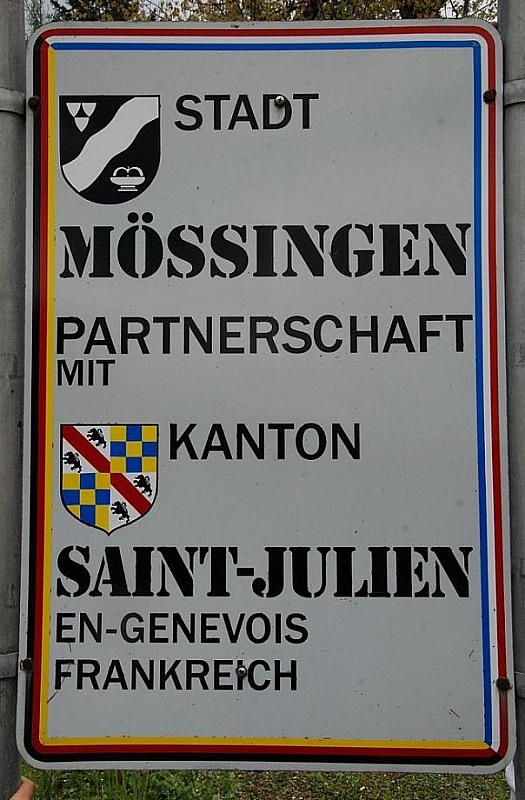 STADT
MÖSSINGEN
PARTNERSCHAFT
MIT
KANTON
SAINT-JULIEN
EN-GENEVOIS
FRANKREICH